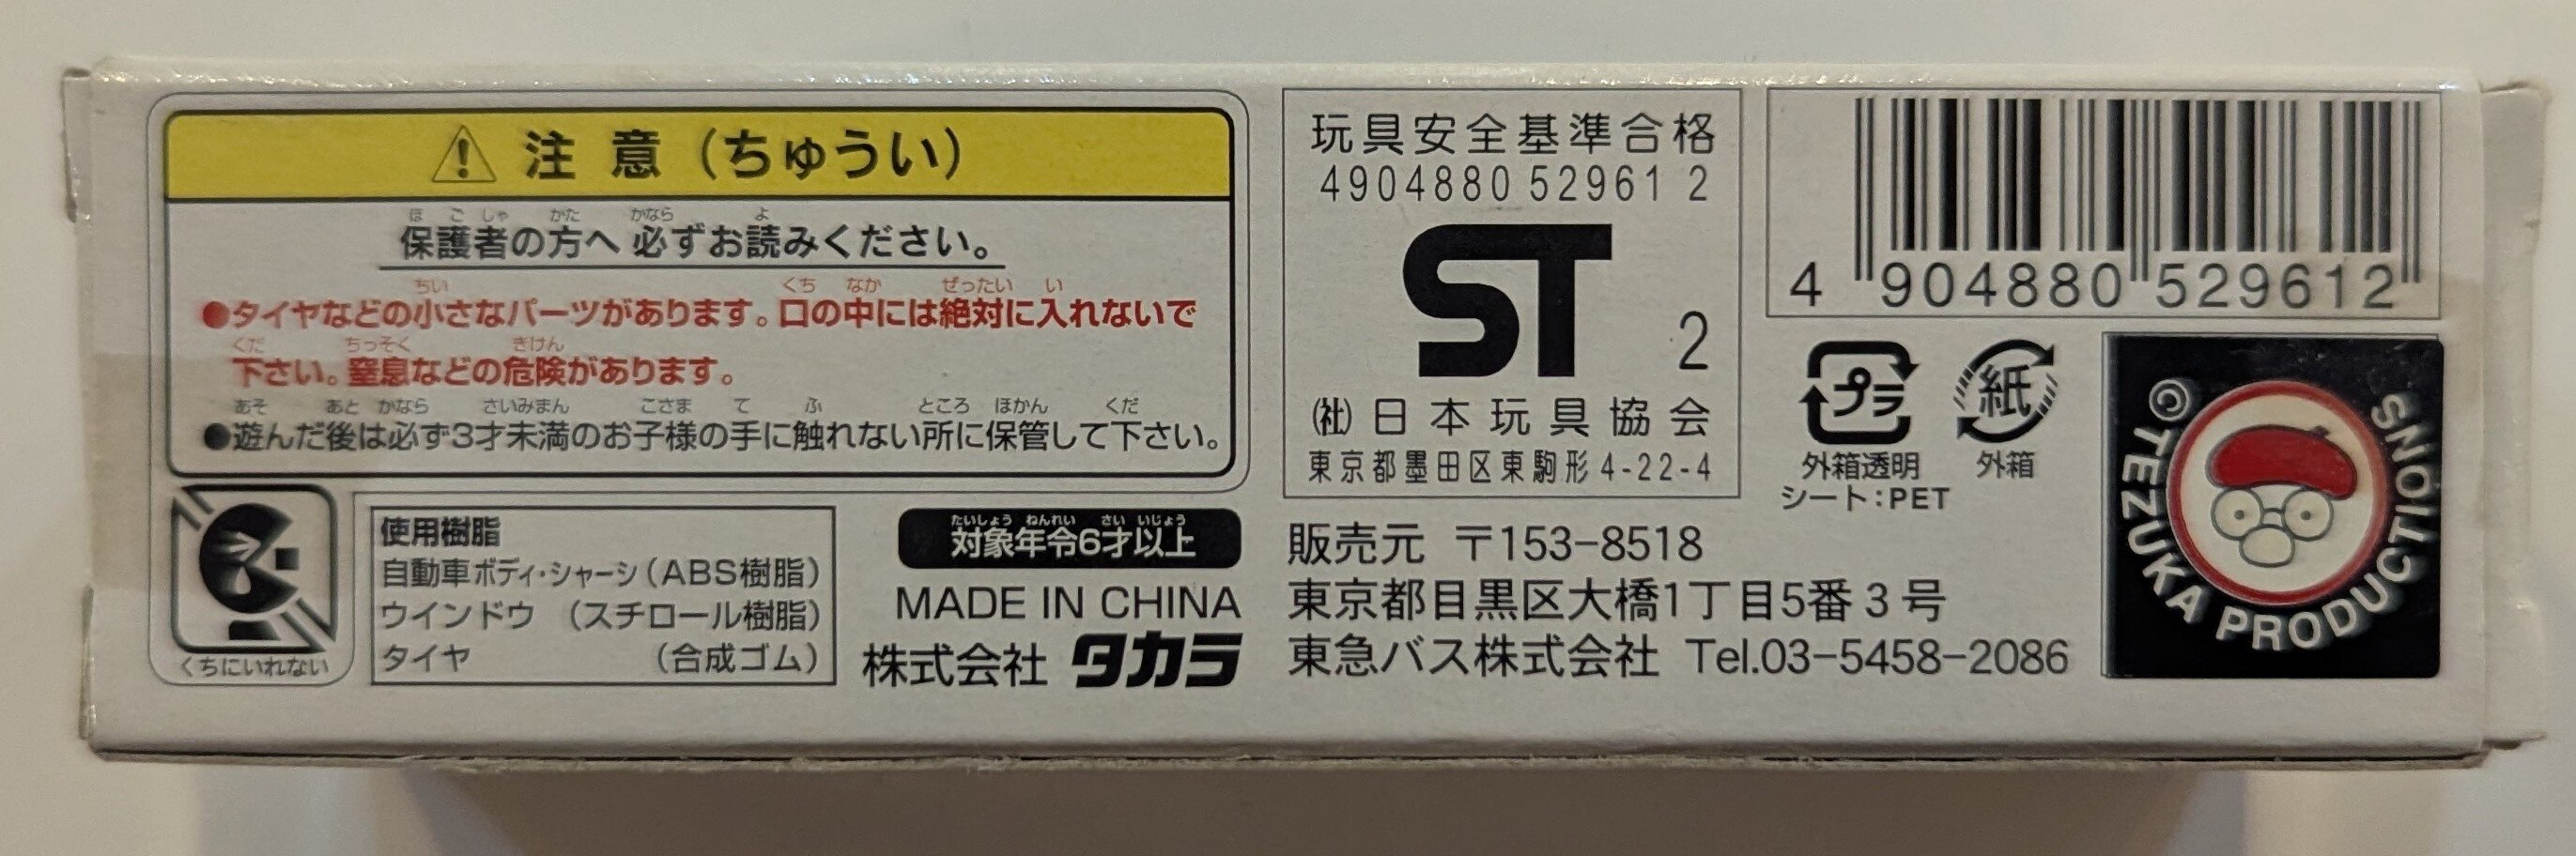 注意(ちゅうい)
ほごしゃ かた かなら よ
保護者の方へ 必ずお読みください。
ちい くち なか ぜったい い
●タイヤなどの小さなパーツがあります。口の中には絶対に入れないで
くだ ちっそく きけん
下さい。窒息などの危険があります。
あそ あと かなら さいみまん こさま て ふ ところ ほかん くだ
●遊んだ後は必ず3才未満のお子様の手に触れない所に保管して下さい。
くちにいれない
使用樹脂
自動車ボディ・シャーシ(ABS樹脂)
ウインドウ (スチロール樹脂)
タイヤ (合成ゴム)
たいしょう ねんれい さい いじょう
対象年令6才以上
MADE IN CHINA
株式会社 タカラ
玩具安全基準合格
4904880 52961 2
ST 2
(社)日本玩具協会
東京都墨田区東駒形4-22-4
販売元 〒153-8518
東京都目黒区大橋1丁目5番3号
東急バス株式会社 Tel.03-5458-2086
4 904880 529612
プラ
外箱透明
シート:PET
紙
外箱
©TEZUKA PRODUCTIONS